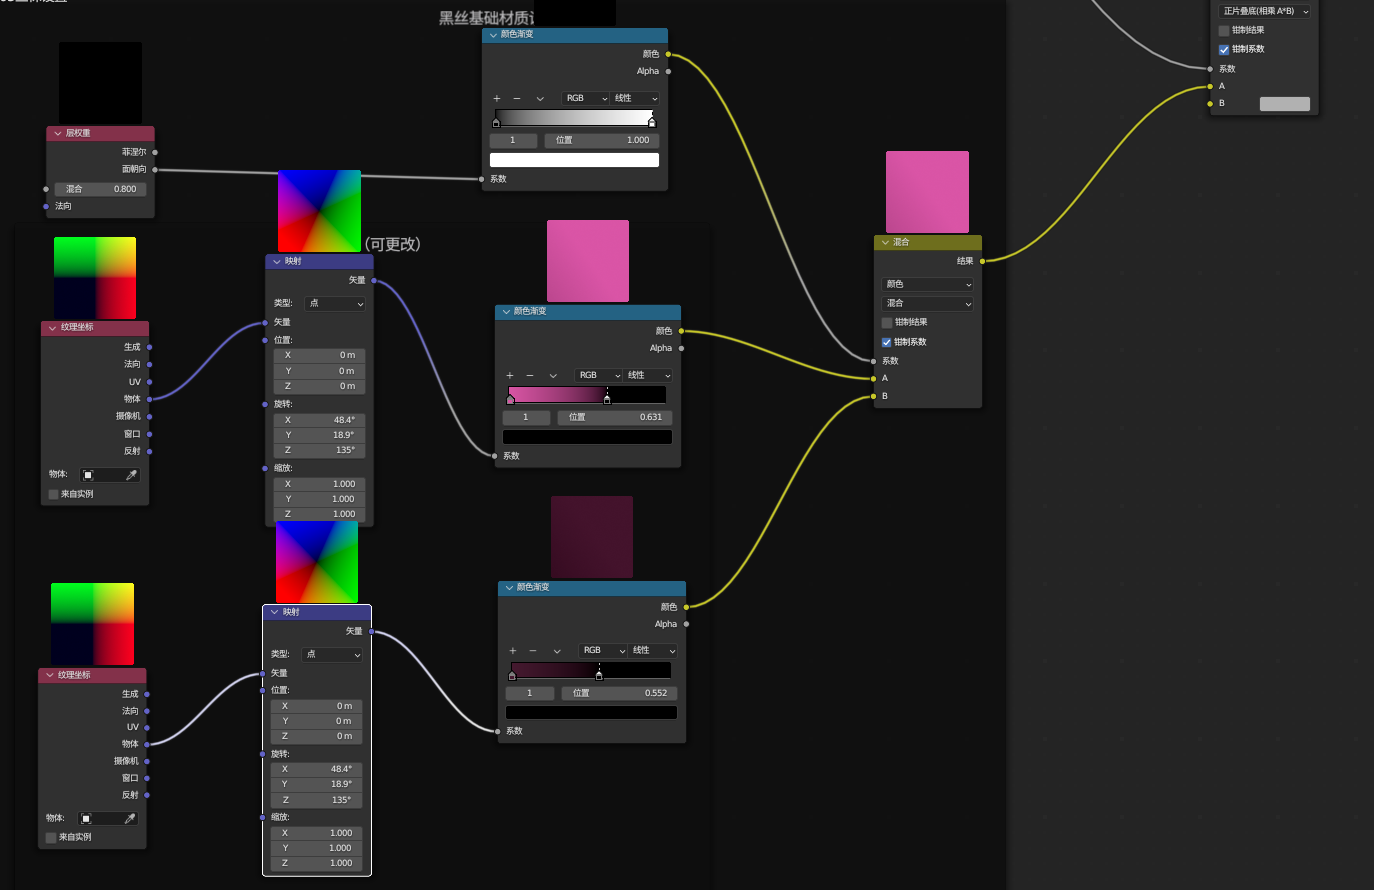 黑丝基础材质
颜色渐变
颜色
Alpha
RGB
线性
1
位置
1.000
系数
层权重
菲涅尔
面朝向
混合
0.800
法向
(可更改)
映射
矢量
类型:
点
矢量
位置:
X
0 m
Y
0 m
Z
0 m
旋转:
X
48.4°
Y
18.9°
Z
135°
缩放:
X
1.000
Y
1.000
Z
1.000
纹理坐标
生成
法向
UV
物体
摄像机
窗口
反射
物体:
来自实例
颜色渐变
颜色
Alpha
RGB
线性
1
位置
0.631
系数
混合
结果
颜色
混合
钳制结果
钳制系数
系数
A
B
正片叠底(相乘 A*B)
钳制结果
钳制系数
系数
A
B
纹理坐标
生成
法向
UV
物体
摄像机
窗口
反射
物体:
来自实例
映射
矢量
类型:
点
矢量
位置:
X
0 m
Y
0 m
Z
0 m
旋转:
X
48.4°
Y
18.9°
Z
135°
缩放:
X
1.000
Y
1.000
Z
1.000
颜色渐变
颜色
Alpha
RGB
线性
1
位置
0.552
系数